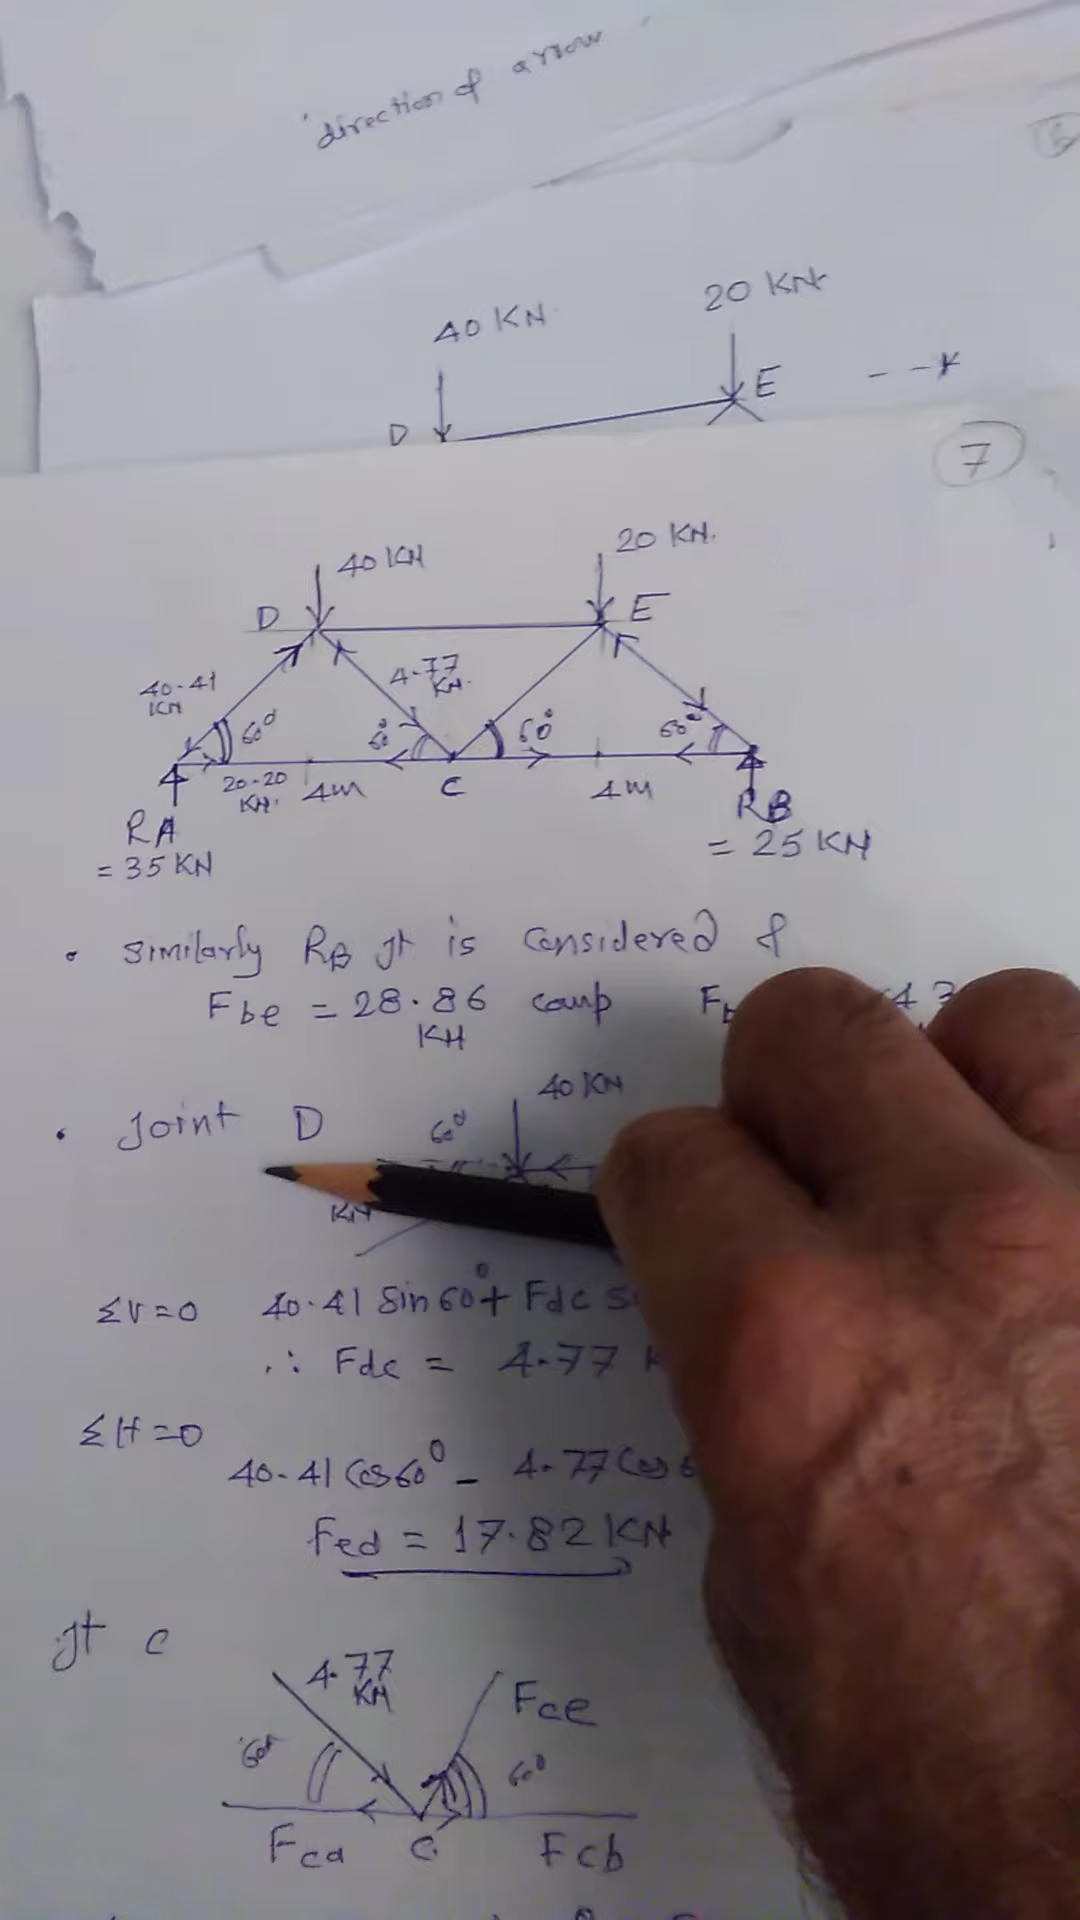 direction of arrow
6
40 KN
20 KN
D
E
7
40 KN
20 KN.
D
E
40.41
KN
4.77
KN.
60°
60°
60°
60°
20.20
KN.
4m
C
4m
RA
= 35 KN
RB
= 25 KN
• Similarly RB Jt is Considered &
Fbe = 28.86 comp
KN
• Joint D
60°
40 KN
KN
ΣV=0 40.41 Sin60°+ Fdc
∴ Fdc = 4.77
ΣH=0
40.41 Cos60° - 4.77 Cos
Fed = 17.82 KN
Jt C
4.77
KN
Fce
60°
60°
Fca
C
Fcb